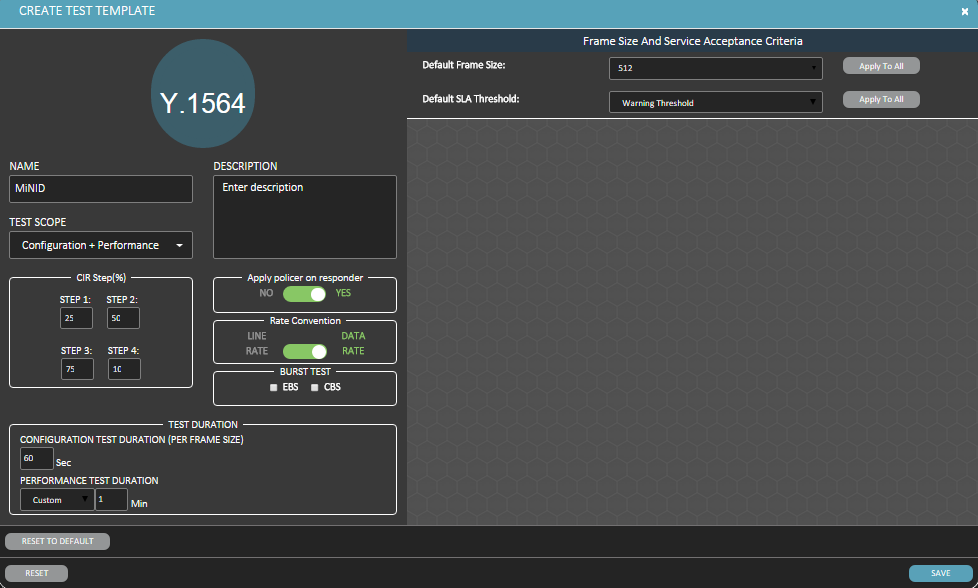 CREATE TEST TEMPLATE
×
Y.1564
NAME
MiNID
DESCRIPTION
Enter description
TEST SCOPE
Configuration + Performance
CIR Step(%)
STEP 1:
STEP 2:
25
50
STEP 3:
STEP 4:
75
10
Apply policer on responder
NO
YES
Rate Convention
LINE
RATE
DATA
RATE
BURST TEST
EBS
CBS
TEST DURATION
CONFIGURATION TEST DURATION (PER FRAME SIZE)
60
Sec
PERFORMANCE TEST DURATION
Custom
1
Min
Frame Size And Service Acceptance Criteria
Default Frame Size:
512
Apply To All
Default SLA Threshold:
Warning Threshold
Apply To All
RESET TO DEFAULT
RESET
SAVE